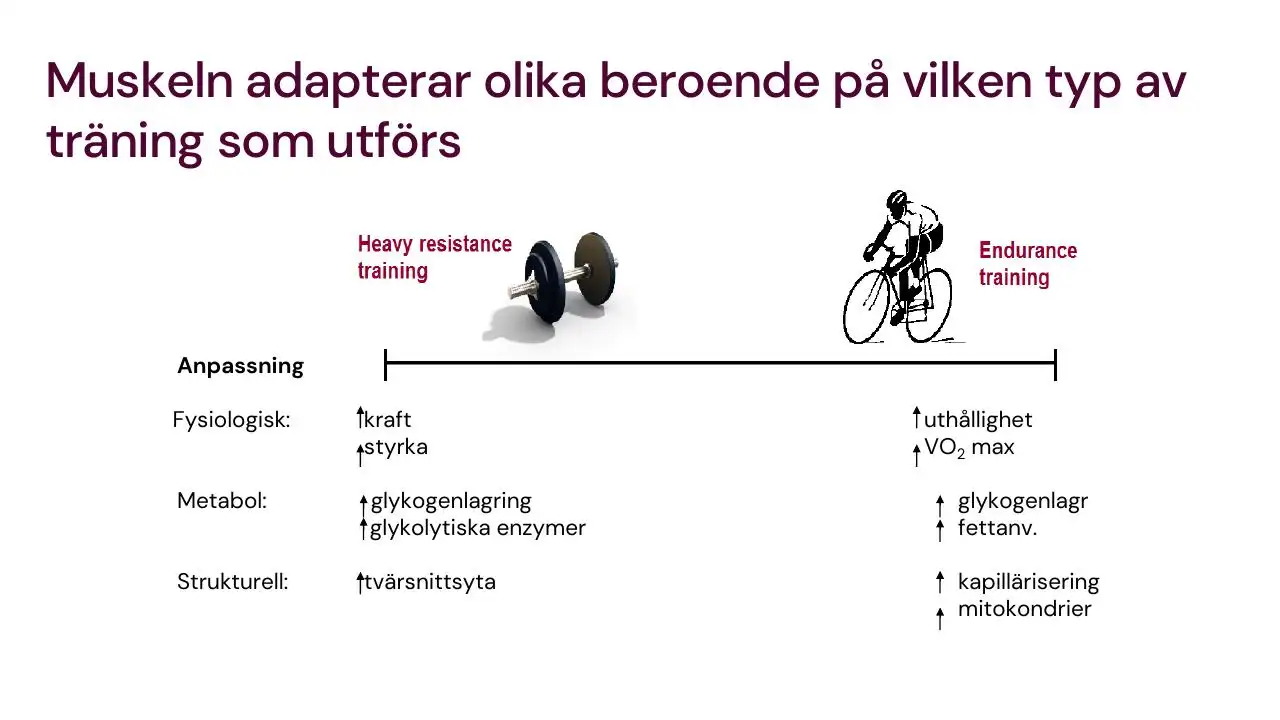 Muskeln adapterar olika beroende på vilken typ av
träning som utförs
Heavy resistance
training
Endurance
training
Anpassning
Fysiologisk: ↑kraft ↑uthållighet
↑styrka ↑VO₂ max
Metabol: ↑glykogenlagring ↑ glykogenlagr
↑glykolytiska enzymer ↑ fettanv.
Strukturell: ↑tvärsnittsyta ↑ kapillärisering
↑ mitokondrier